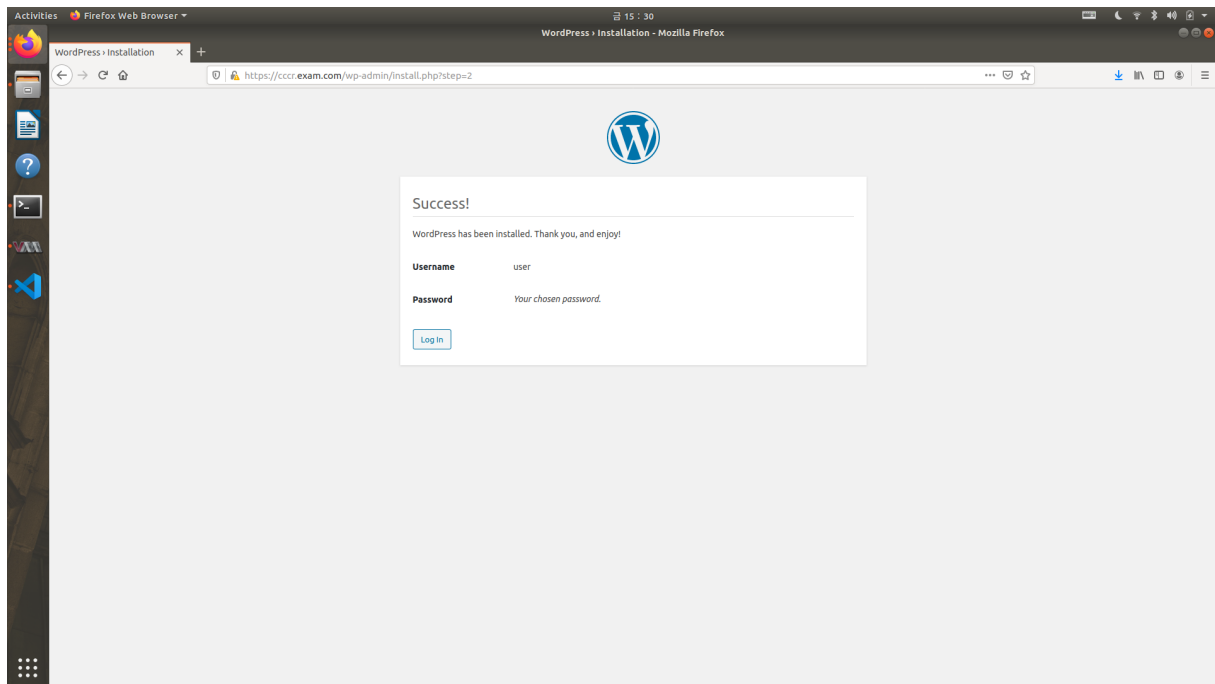 Activities Firefox Web Browser 금 15 : 30
WordPress › Installation - Mozilla Firefox
WordPress › Installation
https://cccr.exam.com/wp-admin/install.php?step=2
Success!
WordPress has been installed. Thank you, and enjoy!
Username user
Password Your chosen password.
Log In